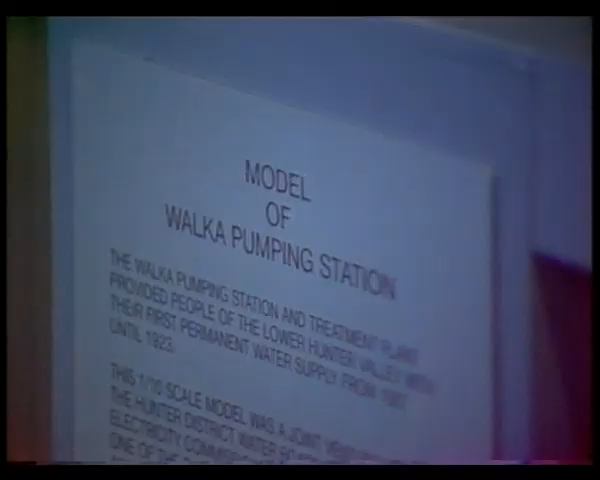 MODEL
OF
WALKA PUMPING STATION
THE WALKA PUMPING STATION AND TREATMENT PLANT
PROVIDED PEOPLE OF THE LOWER HUNTER VALLEY WITH
THEIR FIRST PERMANENT WATER SUPPLY FROM
UNTIL 1923.
THIS 1/10 SCALE MODEL WAS A JOINT
THE HUNTER DISTRICT WATER
ELECTRICITY
ONE OF THE